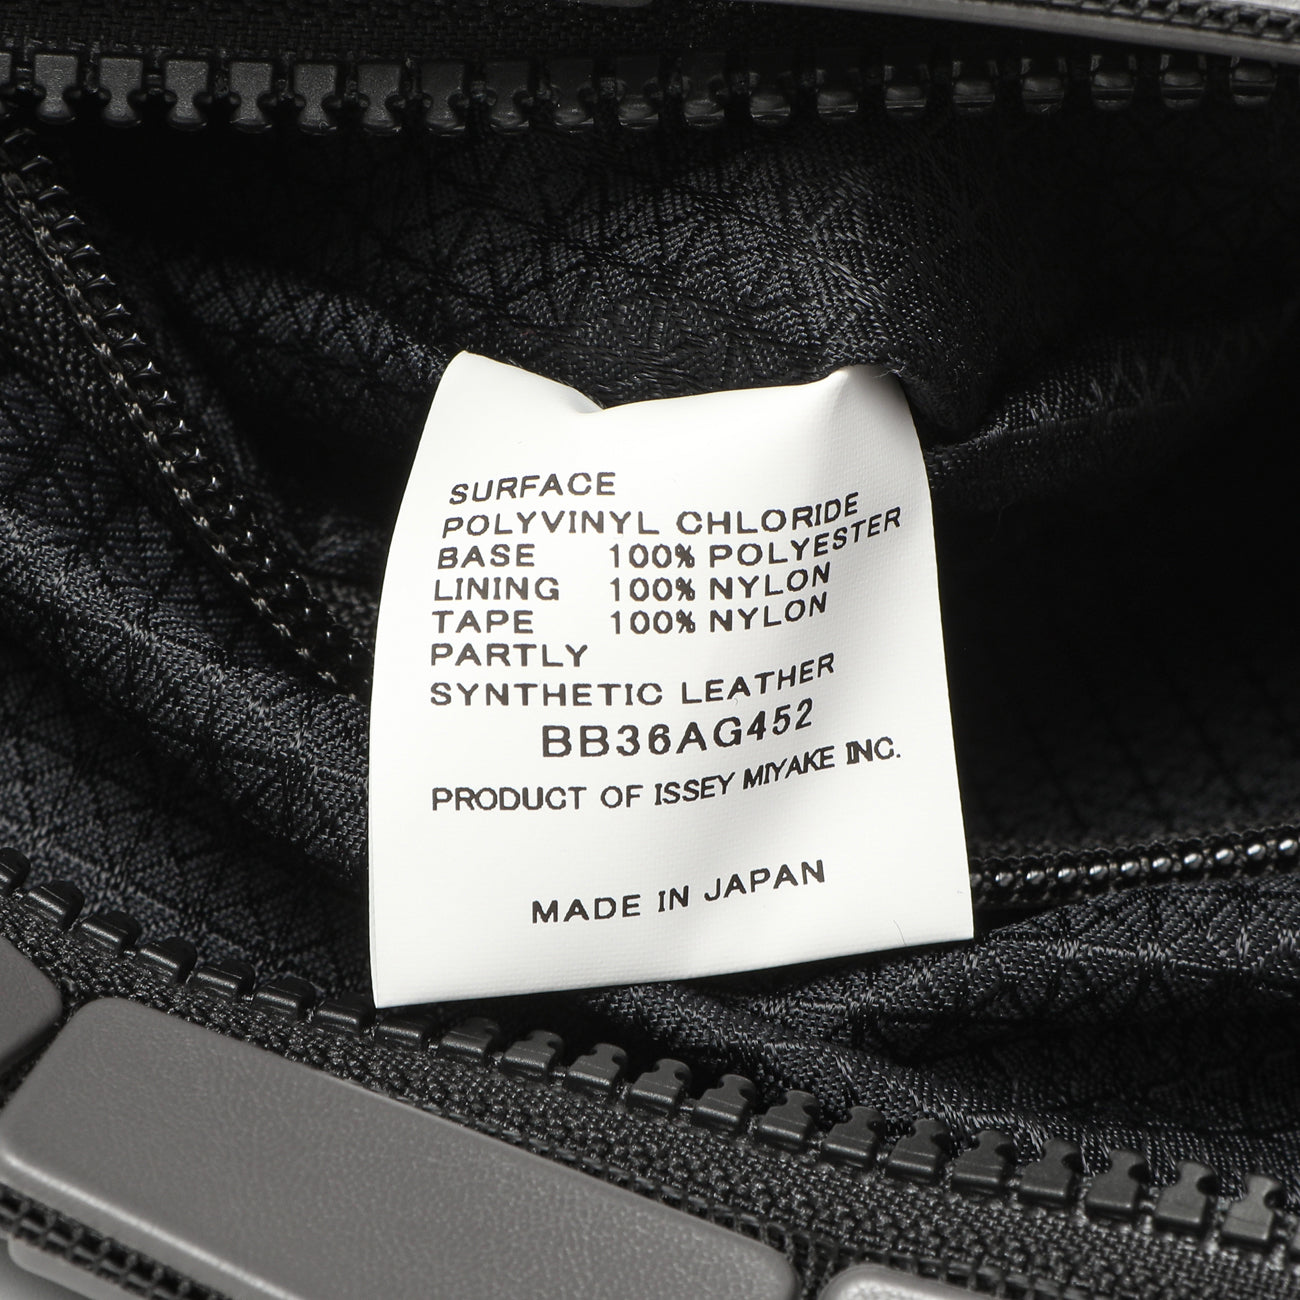 SURFACE
POLYVINYL CHLORIDE
BASE 100% POLYESTER
LINING 100% NYLON
TAPE 100% NYLON
PARTLY
SYNTHETIC LEATHER
BB36AG452
PRODUCT OF ISSEY MIYAKE INC.
MADE IN JAPAN